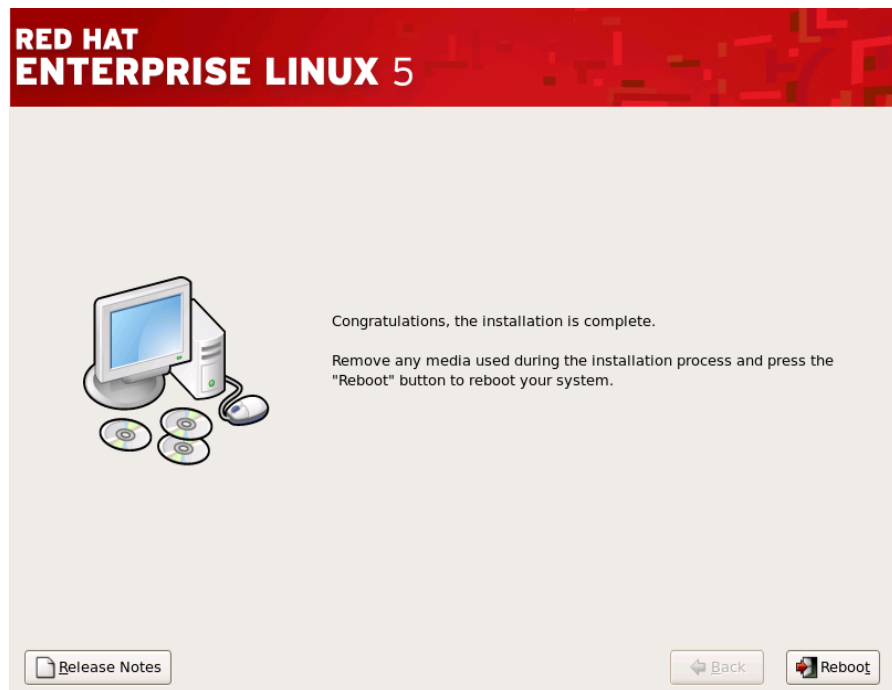 RED HAT
ENTERPRISE LINUX 5
Congratulations, the installation is complete.
Remove any media used during the installation process and press the
"Reboot" button to reboot your system.
Release Notes
Back
Reboot